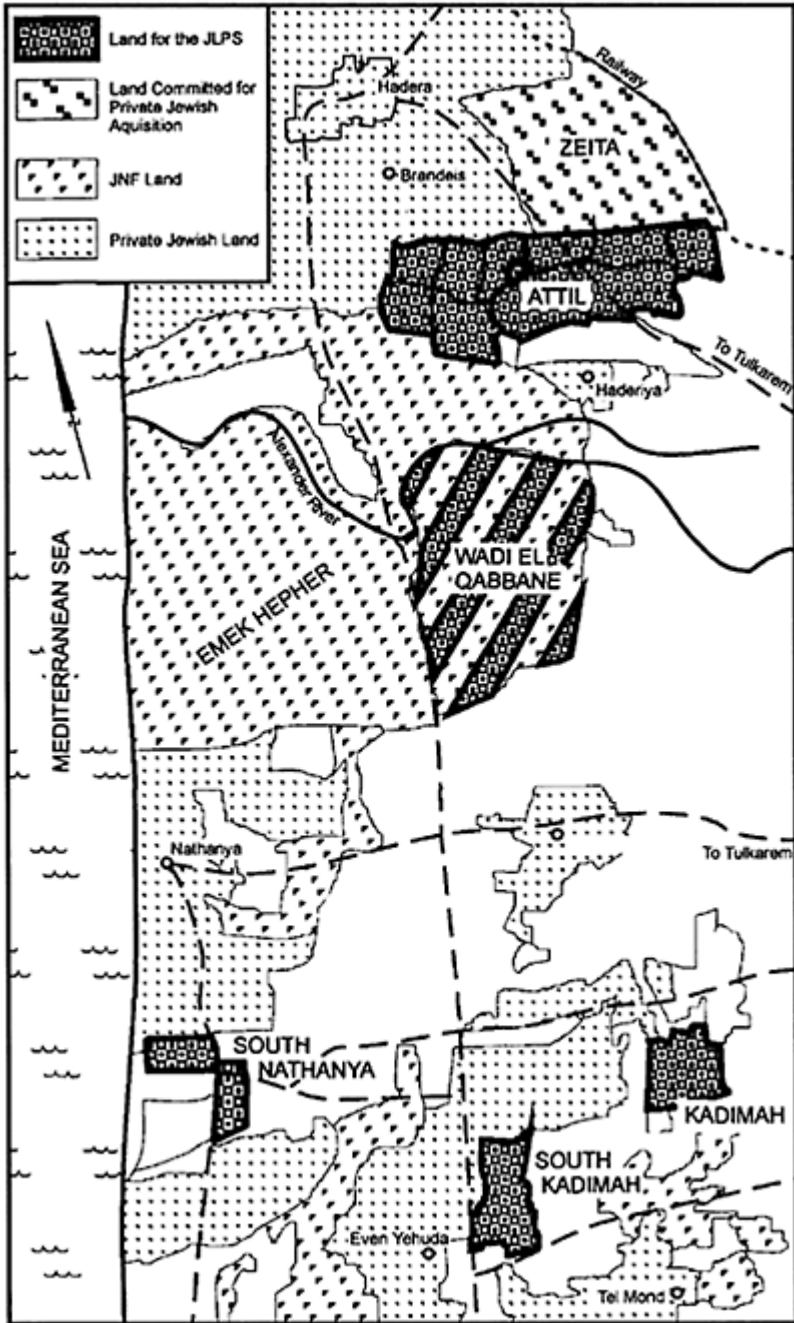 Land for the JLPS
Land Committed for
Private Jewish
Aquisition
JNF Land
Private Jewish Land
Hadera
Railway
ZEITA
Brandeis
ATTIL
To Tulkarem
Haderiya
Alexander River
WADI EL
QABBANE
EMEK HEPHER
MEDITERRANEAN SEA
Nathanya
To Tulkarem
SOUTH
NATHANYA
KADIMAH
SOUTH
KADIMAH
Even Yehuda
Tel Mond